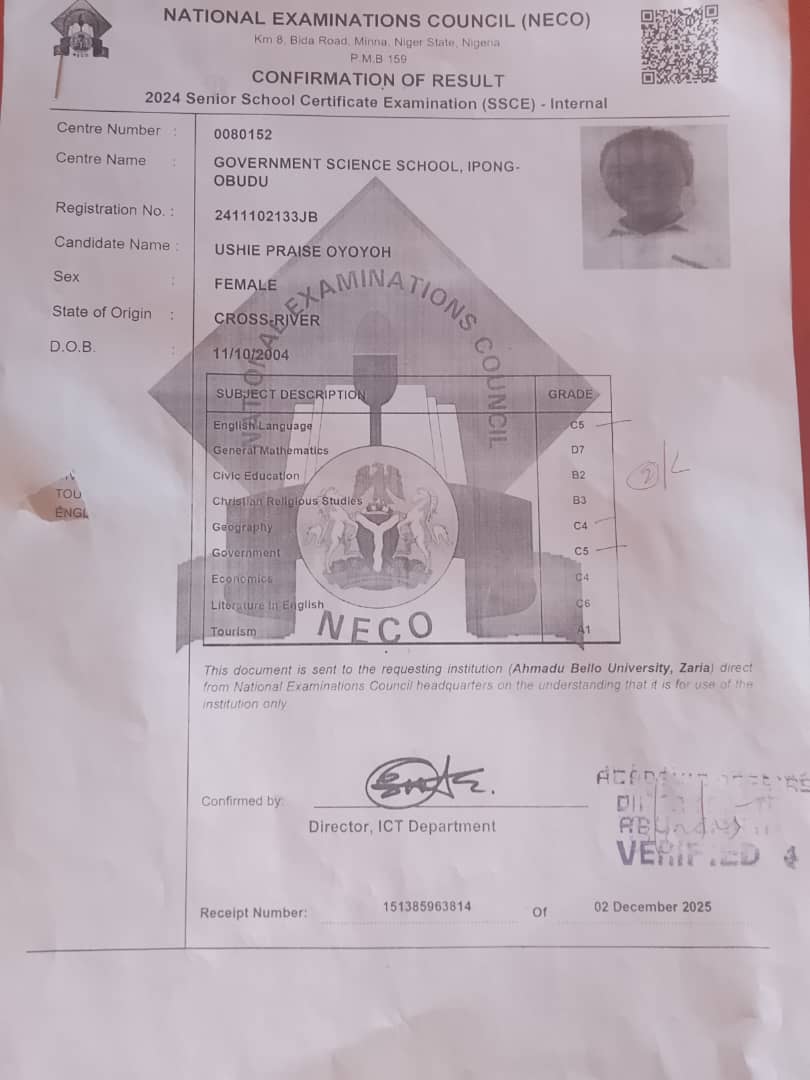 NATIONAL EXAMINATIONS COUNCIL (NECO)
Km 8, Bida Road, Minna, Niger State, Nigeria
P.M.B 159
CONFIRMATION OF RESULT
2024 Senior School Certificate Examination (SSCE) - Internal
NECO
Centre Number : 0080152
Centre Name : GOVERNMENT SCIENCE SCHOOL, IPONG-
OBUDU
Registration No. : 2411102133JB
Candidate Name : USHIE PRAISE OYOYOH
Sex : FEMALE
State of Origin : CROSS-RIVER
D.O.B. : 11/10/2004
NATIONAL EXAMINATIONS COUNCIL
SUBJECT DESCRIPTION GRADE
English Language C5
General Mathematics D7
Civic Education B2
Christian Religious Studies B3
Geography C4
Government C5
Economics C4
Literature In English C6
Tourism A1
NECO
TOU
ENGL
This document is sent to the requesting institution (Ahmadu Bello University, Zaria) direct
from National Examinations Council headquarters on the understanding that it is for use of the
institution only
Confirmed by:
Director, ICT Department
VERIFIED
Receipt Number: 151385963814 Of 02 December 2025